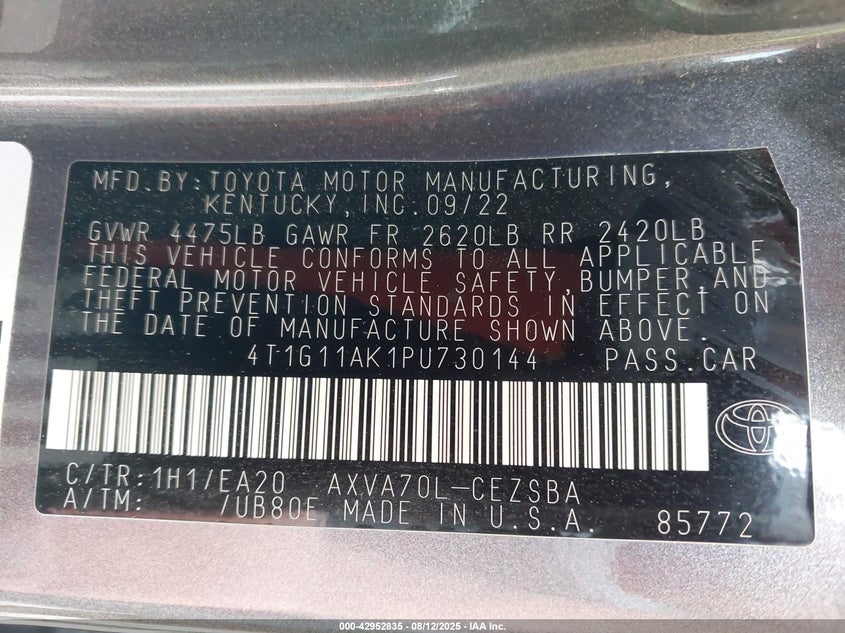 MFD.BY:TOYOTA MOTOR MANUFACTURING,
KENTUCKY,INC.09/22
GVWR 4475LB GAWR FR 2620LB RR 2420LB
THIS VEHICLE CONFORMS TO ALL APPLICABLE
FEDERAL MOTOR VEHICLE SAFETY,BUMPER,AND
THEFT PREVENTION STANDARDS IN EFFECT ON
THE DATE OF MANUFACTURE SHOWN ABOVE.
4T1G11AK1PU730144 PASS.CAR
C/TR:1H1/EA20 AXVA70L-CEZSBA
A/TM: /UB80E MADE IN U.S.A. 85772
000-42952835 - 08/12/2025 - IAA Inc.